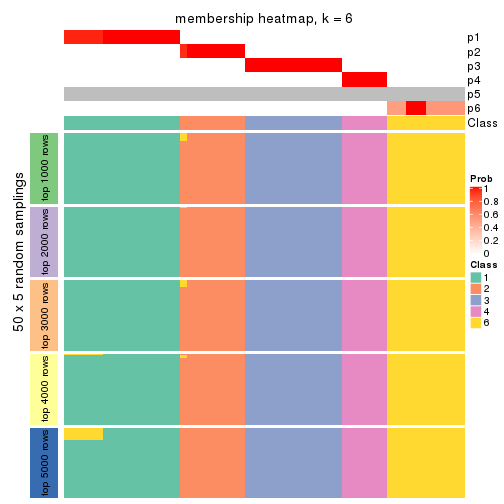 membership heatmap, k = 6
p1
p2
p3
p4
p5
p6
Class
50 x 5 random samplings
top 1000 rows
top 2000 rows
top 3000 rows
top 4000 rows
top 5000 rows
Prob
1
0.8
0.6
0.4
0.2
0
Class
1
2
3
4
6